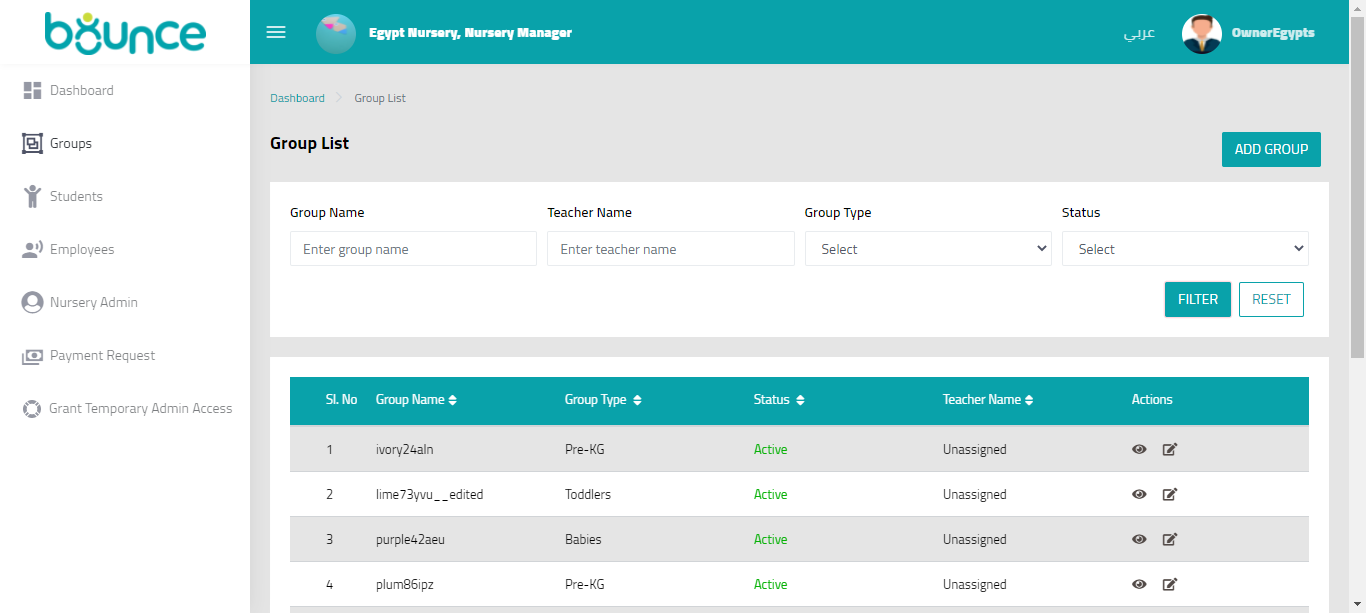 bounce
Egypt Nursery, Nursery Manager
عربي
OwnerEgypts
Dashboard
Groups
Students
Employees
Nursery Admin
Payment Request
Grant Temporary Admin Access
Dashboard Group List
Group List
ADD GROUP
Group Name Teacher Name Group Type Status
Enter group name Enter teacher name Select Select
FILTER RESET
Sl. No Group Name Group Type Status Teacher Name Actions
1 ivory24aln Pre-KG Active Unassigned
2 lime73yvu__edited Toddlers Active Unassigned
3 purple42aeu Babies Active Unassigned
4 plum86ipz Pre-KG Active Unassigned